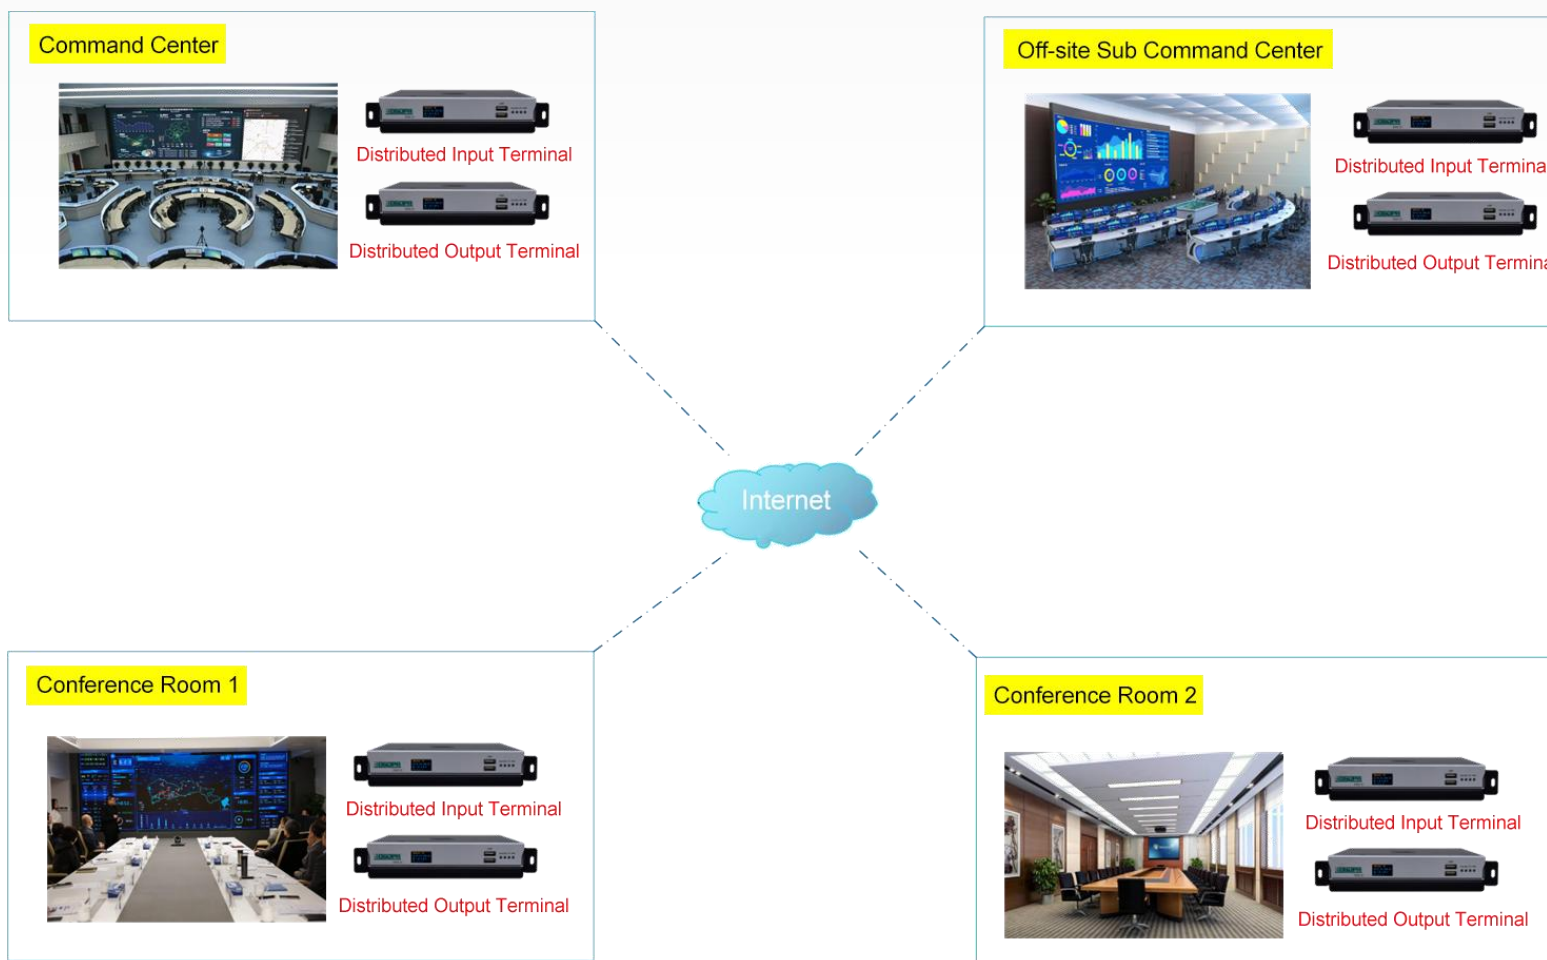 Command Center
Distributed Input Terminal
Distributed Output Terminal
Off-site Sub Command Center
Distributed Input Termina
Distributed Output Termina
Internet
Conference Room 1
Distributed Input Terminal
Distributed Output Terminal
Conference Room 2
Distributed Input Terminal
Distributed Output Terminal